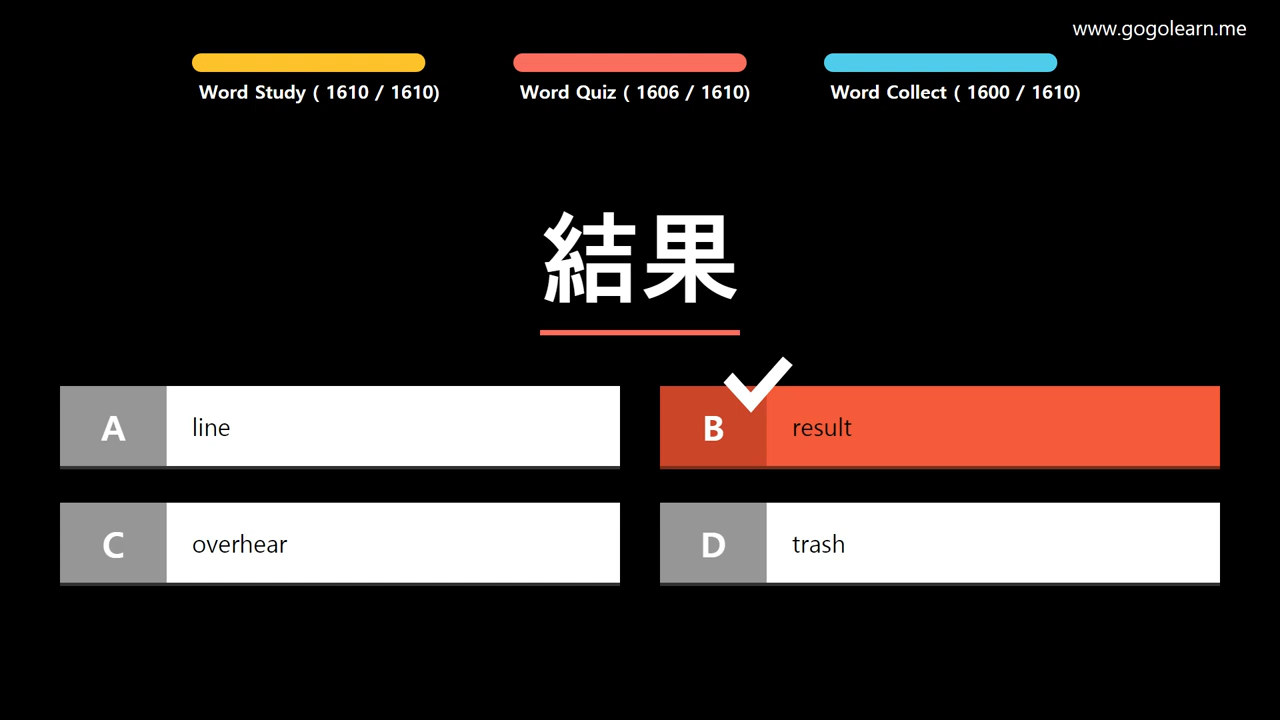 www.gogolearn.me
Word Study ( 1610 / 1610)
Word Quiz ( 1606 / 1610)
Word Collect ( 1600 / 1610)
結果
A line
B result
C overhear
D trash